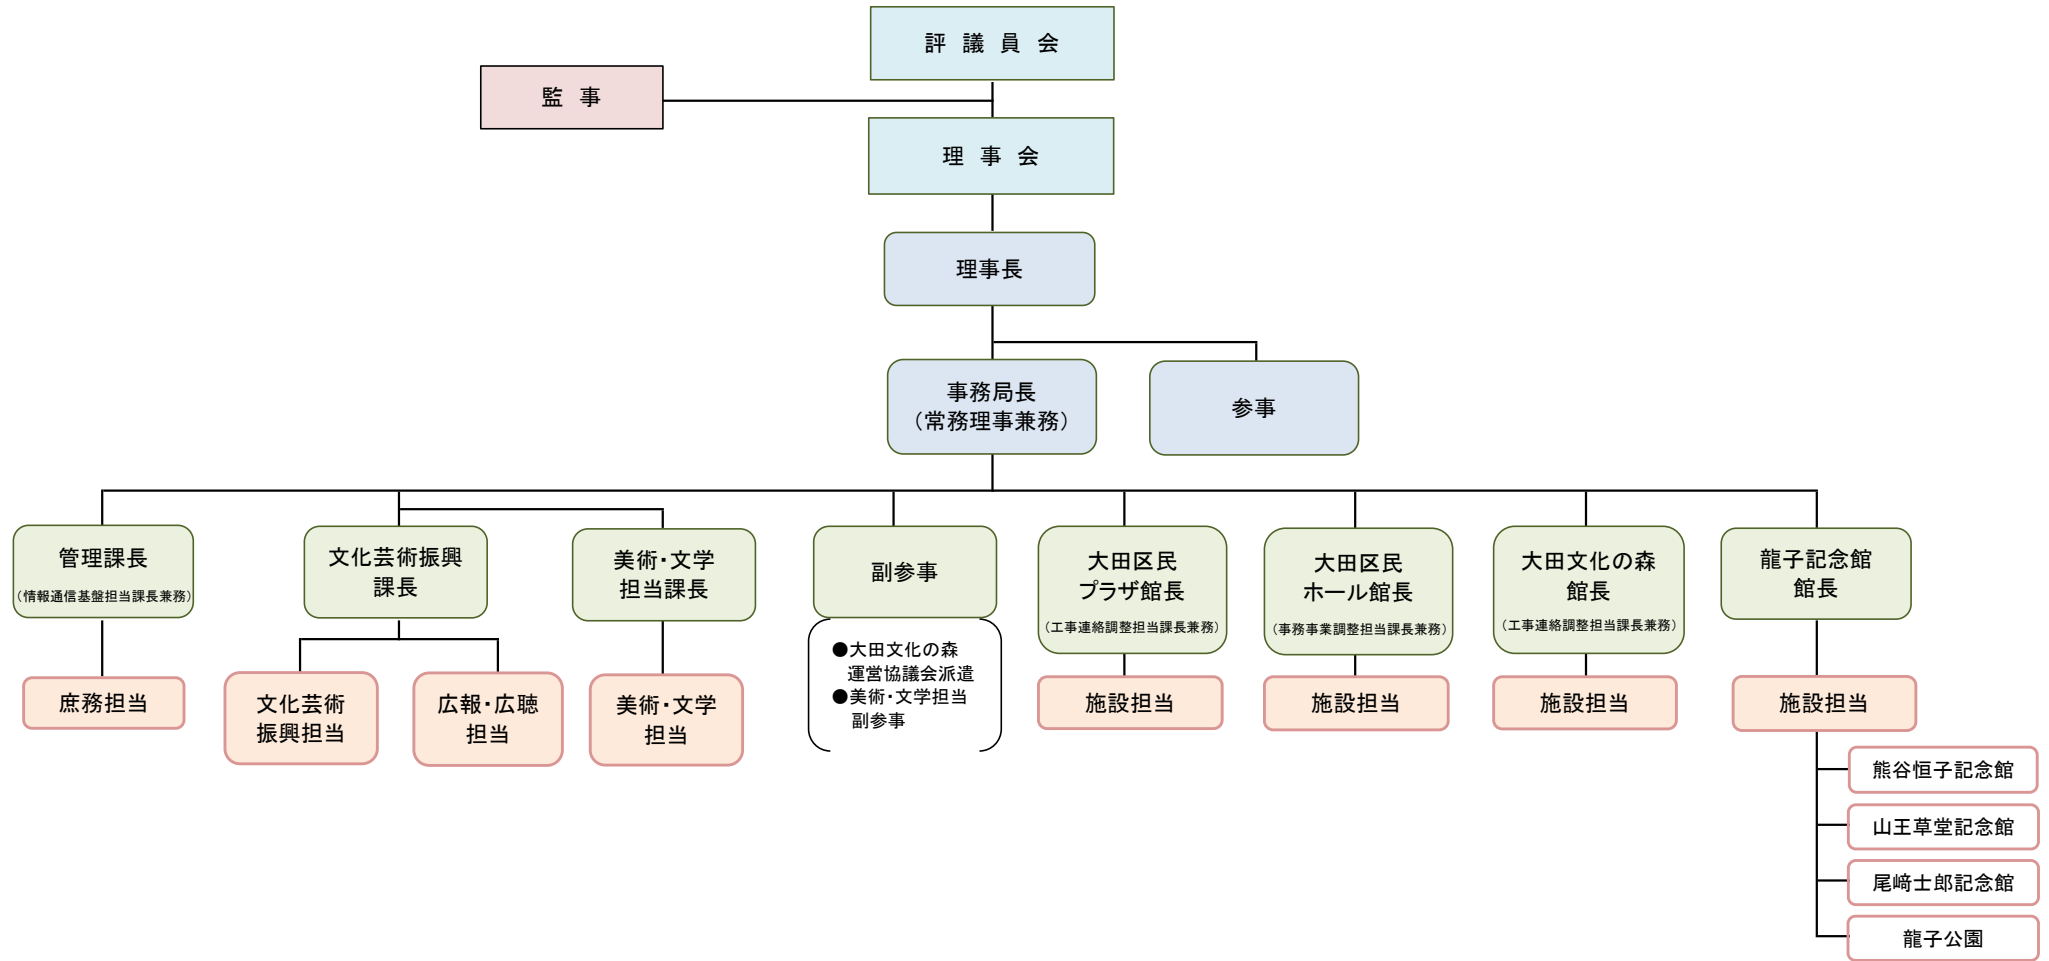 評 議 員 会
監 事
理 事 会
理事長
事務局長
（常務理事兼務）
参事
管理課長
（情報通信基盤担当課長兼務）
文化芸術振興
課長
美術・文学
担当課長
副参事
●大田文化の森
運営協議会派遣
●美術・文学担当
副参事
大田区民
プラザ館長
（工事連絡調整担当課長兼務）
大田区民
ホール館長
（事務事業調整担当課長兼務）
大田文化の森
館長
（工事連絡調整担当課長兼務）
龍子記念館
館長
庶務担当
文化芸術
振興担当
広報・広聴
担当
美術・文学
担当
施設担当
施設担当
施設担当
施設担当
熊谷恒子記念館
山王草堂記念館
尾﨑士郎記念館
龍子公園